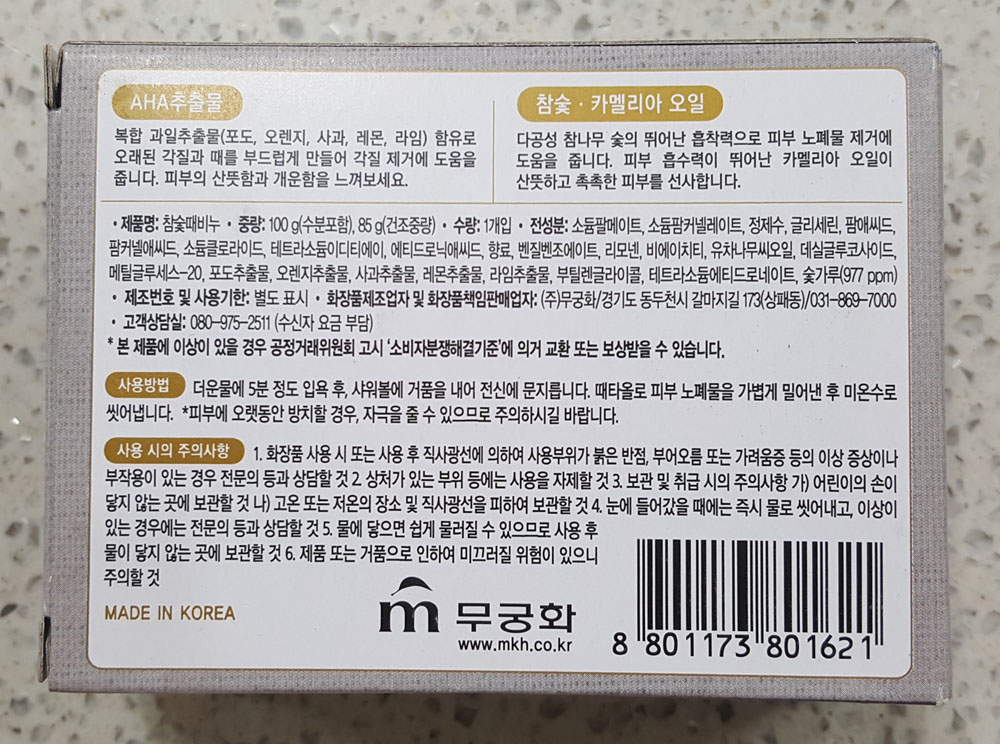 AHA추출물
복합 과일추출물(포도, 오렌지, 사과, 레몬, 라임) 함유로
오래된 각질과 때를 부드럽게 만들어 각질 제거에 도움을
줍니다. 피부의 산뜻함과 개운함을 느껴보세요.
참숯 · 카멜리아 오일
다공성 참나무 숯의 뛰어난 흡착력으로 피부 노폐물 제거에
도움을 줍니다. 피부 흡수력이 뛰어난 카멜리아 오일이
산뜻하고 촉촉한 피부를 선사합니다.
• 제품명: 참숯때비누 • 중량: 100 g(수분포함), 85 g(건조중량) • 수량: 1개입 • 전성분: 소듐팔메이트, 소듐팜커넬레이트, 정제수, 글리세린, 팜애씨드,
팜커넬애씨드, 소듐클로라이드, 테트라소듐이디티에이, 에티드로닉애씨드, 향료, 벤질벤조에이트, 리모넨, 비에이치티, 유차나무씨오일, 데실글루코사이드,
메틸글루세스-20, 포도추출물, 오렌지추출물, 사과추출물, 레몬추출물, 라임추출물, 부틸렌글라이콜, 테트라소듐에티드로네이트, 숯가루(977 ppm)
• 제조번호 및 사용기한: 별도 표시 • 화장품제조업자 및 화장품책임판매업자: (주)무궁화/경기도 동두천시 갈마지길 173(상패동)/031-869-7000
• 고객상담실: 080-975-2511 (수신자 요금 부담)
* 본 제품에 이상이 있을 경우 공정거래위원회 고시 '소비자분쟁해결기준'에 의거 교환 또는 보상받을 수 있습니다.
사용방법 더운물에 5분 정도 입욕 후, 샤워볼에 거품을 내어 전신에 문지릅니다. 때타올로 피부 노폐물을 가볍게 밀어낸 후 미온수로
씻어냅니다. *피부에 오랫동안 방치할 경우, 자극을 줄 수 있으므로 주의하시길 바랍니다.
사용 시의 주의사항 1. 화장품 사용 시 또는 사용 후 직사광선에 의하여 사용부위가 붉은 반점, 부어오름 또는 가려움증 등의 이상 증상이나
부작용이 있는 경우 전문의 등과 상담할 것 2. 상처가 있는 부위 등에는 사용을 자제할 것 3. 보관 및 취급 시의 주의사항 가) 어린이의 손이
닿지 않는 곳에 보관할 것 나) 고온 또는 저온의 장소 및 직사광선을 피하여 보관할 것 4. 눈에 들어갔을 때에는 즉시 물로 씻어내고, 이상이
있는 경우에는 전문의 등과 상담할 것 5. 물에 닿으면 쉽게 물러질 수 있으므로 사용 후
물이 닿지 않는 곳에 보관할 것 6. 제품 또는 거품으로 인하여 미끄러질 위험이 있으니
주의할 것
MADE IN KOREA
m 무궁화
www.mkh.co.kr
8 801173 801621